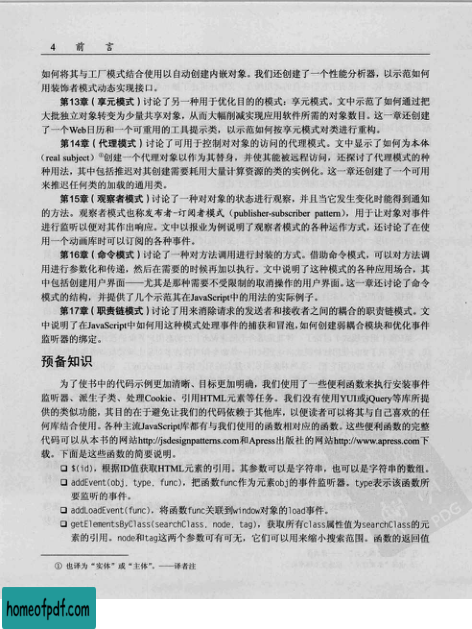 4 前 言
如何将其与工厂模式结合使用以自动创建内嵌对象。我们还创建了一个性能分析器，以示范如何
用装饰者模式动态实现接口。
第13章（享元模式）讨论了另一种用于优化目的的模式：享元模式。文中示范了如何通过把
大批独立对象转变为少量共享对象，从而大幅削减实现应用软件所需的对象数目。这一章还创建
了一个Web日历和一个可重用的工具提示类，以示范如何按享元模式对类进行重构。
第14章（代理模式）讨论了可用于控制对对象的访问的代理模式。文中显示了如何为本体
（real subject）①创建一个代理对象以作为其替身，并使其能被远程访问，还探讨了代理模式的种
种用法，其中包括推迟对其创建需要耗用大量计算资源的类的实例化。这一章还创建了一个可用
来推迟任何类的加载的通用类。
第15章（观察者模式）讨论了一种对对象的状态进行观察，并且当它发生变化时能得到通知
的方法。观察者模式也称发布者-订阅者模式（publisher-subscriber pattern），用于让对象对事件
进行监听以便对其作出响应。文中以报业为例说明了观察者模式的各种运作方式，还讨论了在使
用一个动画库时可以订阅的各种事件。
第16章（命令模式）讨论了一种对方法调用进行封装的方式。借助命令模式，可以对方法调
用进行参数化和传递，然后在需要的时候再加以执行。文中说明了这种模式的各种应用场合，其
中包括创建用户界面——尤其是那种需要不受限制的取消操作的用户界面。这一章还讨论了命令
模式的结构，并提供了几个示范其在JavaScript中的用法的实际例子。
第17章（职责链模式）讨论了用来消除请求的发送者和接收者之间的耦合的职责链模式。文
中说明了在JavaScript中如何用这种模式处理事件的捕获和冒泡，如何创建弱耦合模块和优化事件
监听器的绑定。
预备知识
为了使书中的代码示例更加清晰、目标更加明确，我们使用了一些便利函数来执行安装事件
监听器、派生子类、处理Cookie、引用HTML元素等任务。我们没有使用YUI或jQuery等库所提
供的类似功能，其目的在于避免让我们的代码依赖于其他库，以便读者可以将其与自己喜欢的任
何库结合使用。各种主流JavaScript库都有与我们使用的函数相对应的函数。这些便利函数的完整
代码可以从本书的网站http://jsdesignpatterns.com和Apress出版社的网站http://www.apress.com下
载。下面是这些函数的简要说明。
❑ $(id)，根据ID值获取HTML元素的引用。其参数可以是字符串，也可以是字符串的数组。
❑ addEvent(obj, type, func)，把函数func作为元素obj的事件监听器。type表示该函所
要监听的事件。
❑ addLoadEvent(func)，将函数func关联到window对象的load事件。
❑ getElementsByClass(searchClass, node, tag)，获取所有class属性值为searchClass的元
素的引用。node和tag这两个参数可有可无，它们可以用来缩小搜索范围。函数的返回值
① 也译为“实体”或“主体”。——译者注
PDG
homeofpdf.com